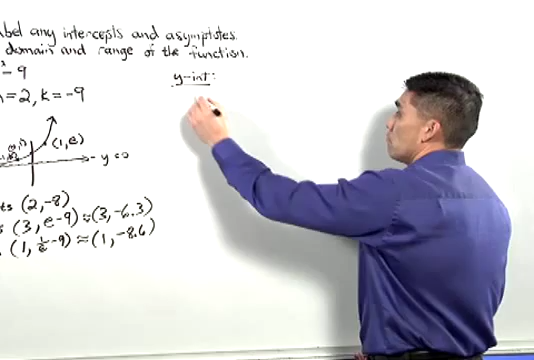 bel any intercepts and asymptotes.
domain and range of the function.
- 9
y-int:
= 2, k = -9
(1, e)
y = 0
ts (2, -8)
(3, e-9) ≈ (3, -6.3)
(1, 1/e - 9) ≈ (1, -8.6)